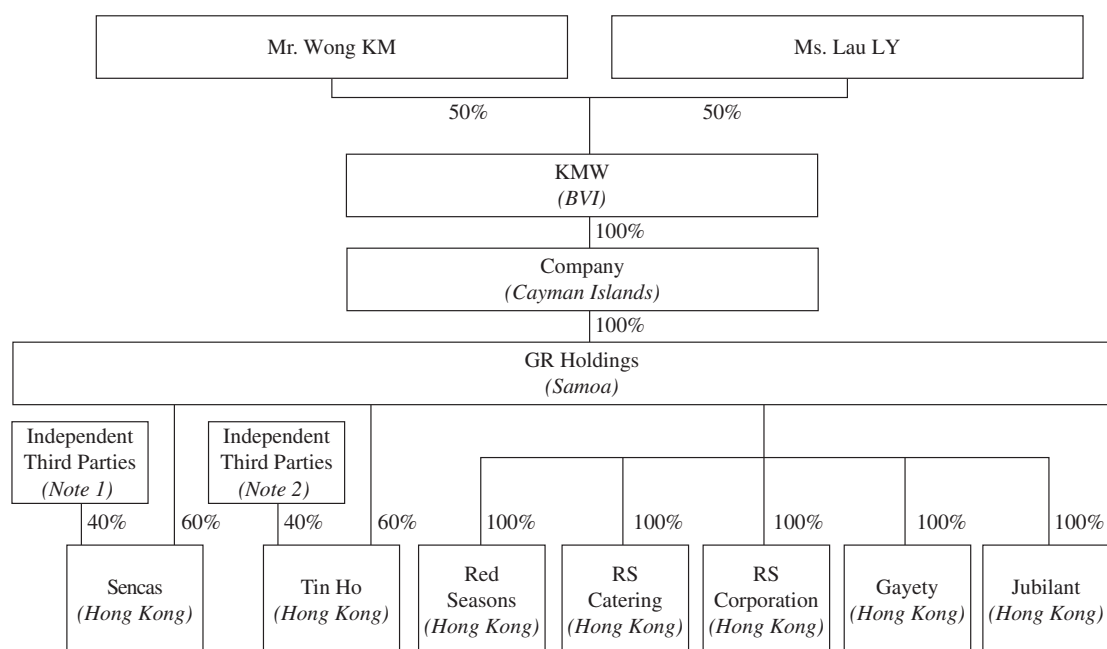 Mr. Wong KM
Ms. Lau LY
50%
50%
KMW
(BVI)
100%
Company
(Cayman Islands)
100%
GR Holdings
(Samoa)
Independent
Third Parties
(Note 1)
Independent
Third Parties
(Note 2)
40%
60%
40%
60%
100%
100%
100%
100%
100%
Sencas
(Hong Kong)
Tin Ho
(Hong Kong)
Red
Seasons
(Hong Kong)
RS
Catering
(Hong Kong)
RS
Corporation
(Hong Kong)
Gayety
(Hong Kong)
Jubilant
(Hong Kong)